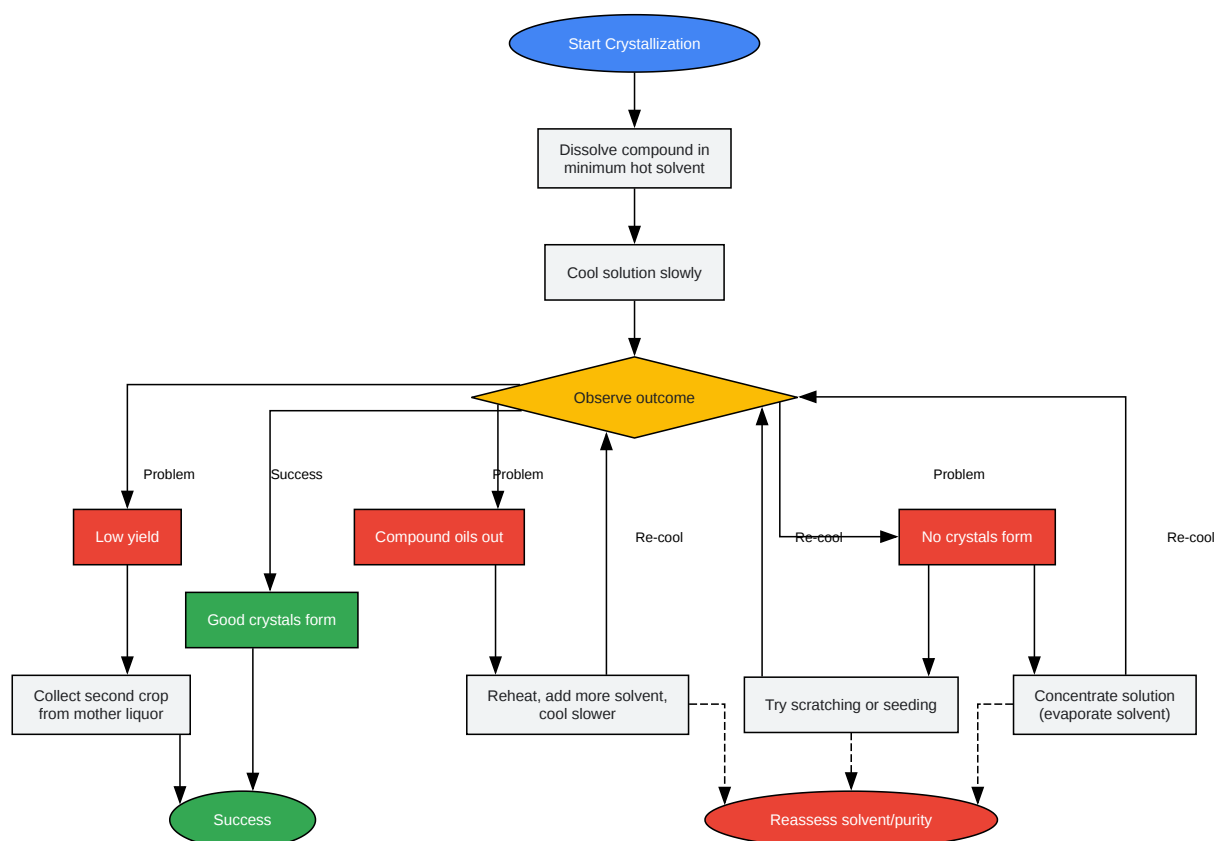 Start Crystallization
Dissolve compound in
minimum hot solvent
Cool solution slowly
Observe outcome
Problem
Success
Problem
Problem
Low yield
Compound oils out
Re-cool
Re-cool
No crystals form
Re-cool
Good crystals form
Collect second crop
from mother liquor
Reheat, add more solvent,
cool slower
Try scratching or seeding
Concentrate solution
(evaporate solvent)
Success
Reassess solvent/purity